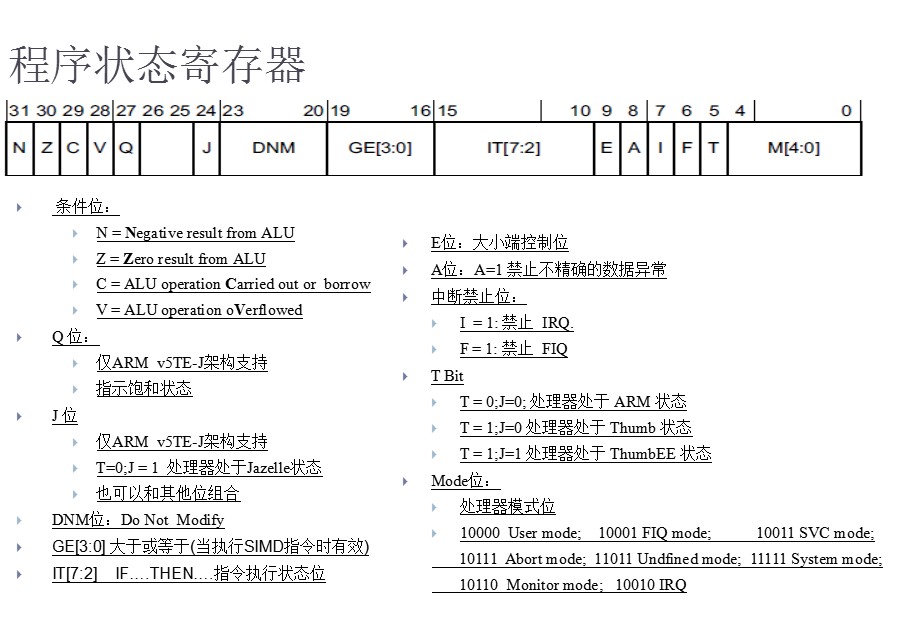 程序状态寄存器
31 30 29 28 27 26 25 24 23 20 19 16 15 10 9 8 7 6 5 4 0
N Z C V Q J DNM GE[3:0] IT[7:2] E A I F T M[4:0]
条件位：
N = Negative result from ALU
Z = Zero result from ALU
C = ALU operation Carried out or borrow
V = ALU operation oVerflowed
Q 位：
仅ARM v5TE-J架构支持
指示饱和状态
J 位
仅ARM v5TE-J架构支持
T=0;J = 1 处理器处于Jazelle状态
也可以和其他位组合
DNM位：Do Not Modify
GE[3:0] 大于或等于(当执行SIMD指令时有效)
IT[7:2] IF….THEN….指令执行状态位
E位：大小端控制位
A位：A=1 禁止不精确的数据异常
中断禁止位：
I = 1: 禁止 IRQ.
F = 1: 禁止 FIQ
T Bit
T = 0;J=0; 处理器处于 ARM 状态
T = 1;J=0 处理器处于 Thumb 状态
T = 1;J=1 处理器处于 ThumbEE 状态
Mode位：
处理器模式位
10000 User mode; 10001 FIQ mode; 10011 SVC mode;
10111 Abort mode; 11011 Undfined mode; 11111 System mode;
10110 Monitor mode; 10010 IRQ